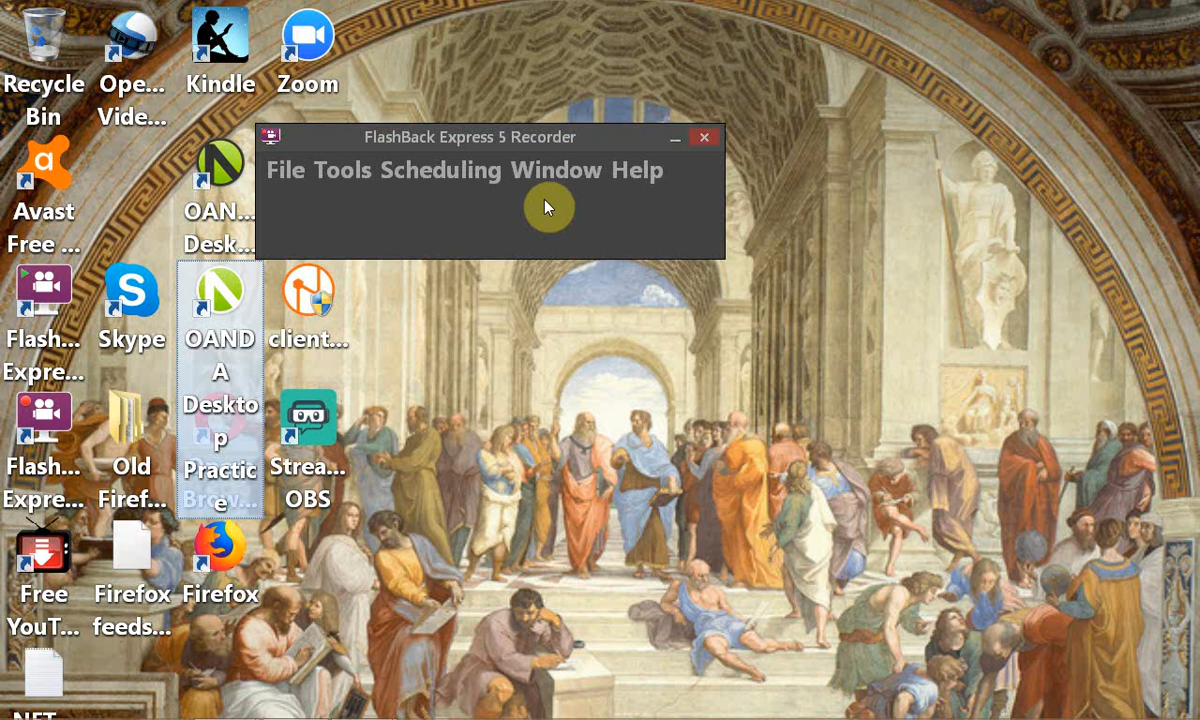 Recycle
Bin
Ope...
Vide...
Kindle
Zoom
FlashBack Express 5 Recorder
File Tools Scheduling Window Help
Avast
Free ...
OAN...
Desk...
Flash...
Expre...
Skype
OAND
A
Deskto
p
Practic
e
client...
Flash...
Expre...
Old
Firef...
Brow...
Strea...
OBS
Free
YouT...
Firefox
feeds...
Firefox